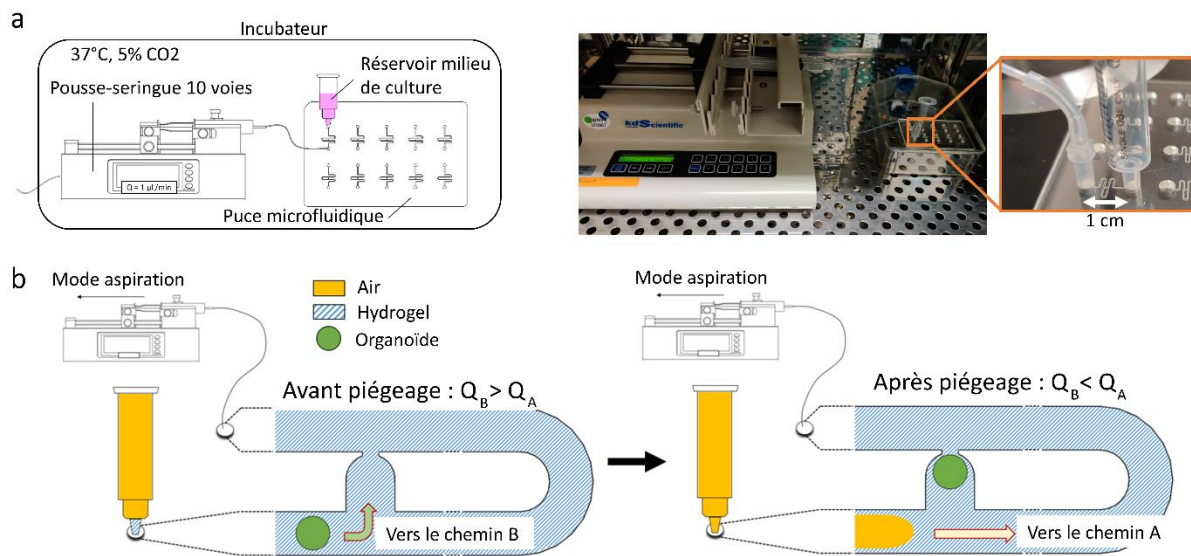 a
Incubateur
37°C, 5% CO2
Pousse-seringue 10 voies
Réservoir milieu
de culture
Q = 1 µL/min
Puce microfluidique
kdScientific
1 cm
b
Mode aspiration
Air
Hydrogel
Organoïde
Avant piégeage : QB> QA
Vers le chemin B
Mode aspiration
Après piégeage : QB< QA
Vers le chemin A